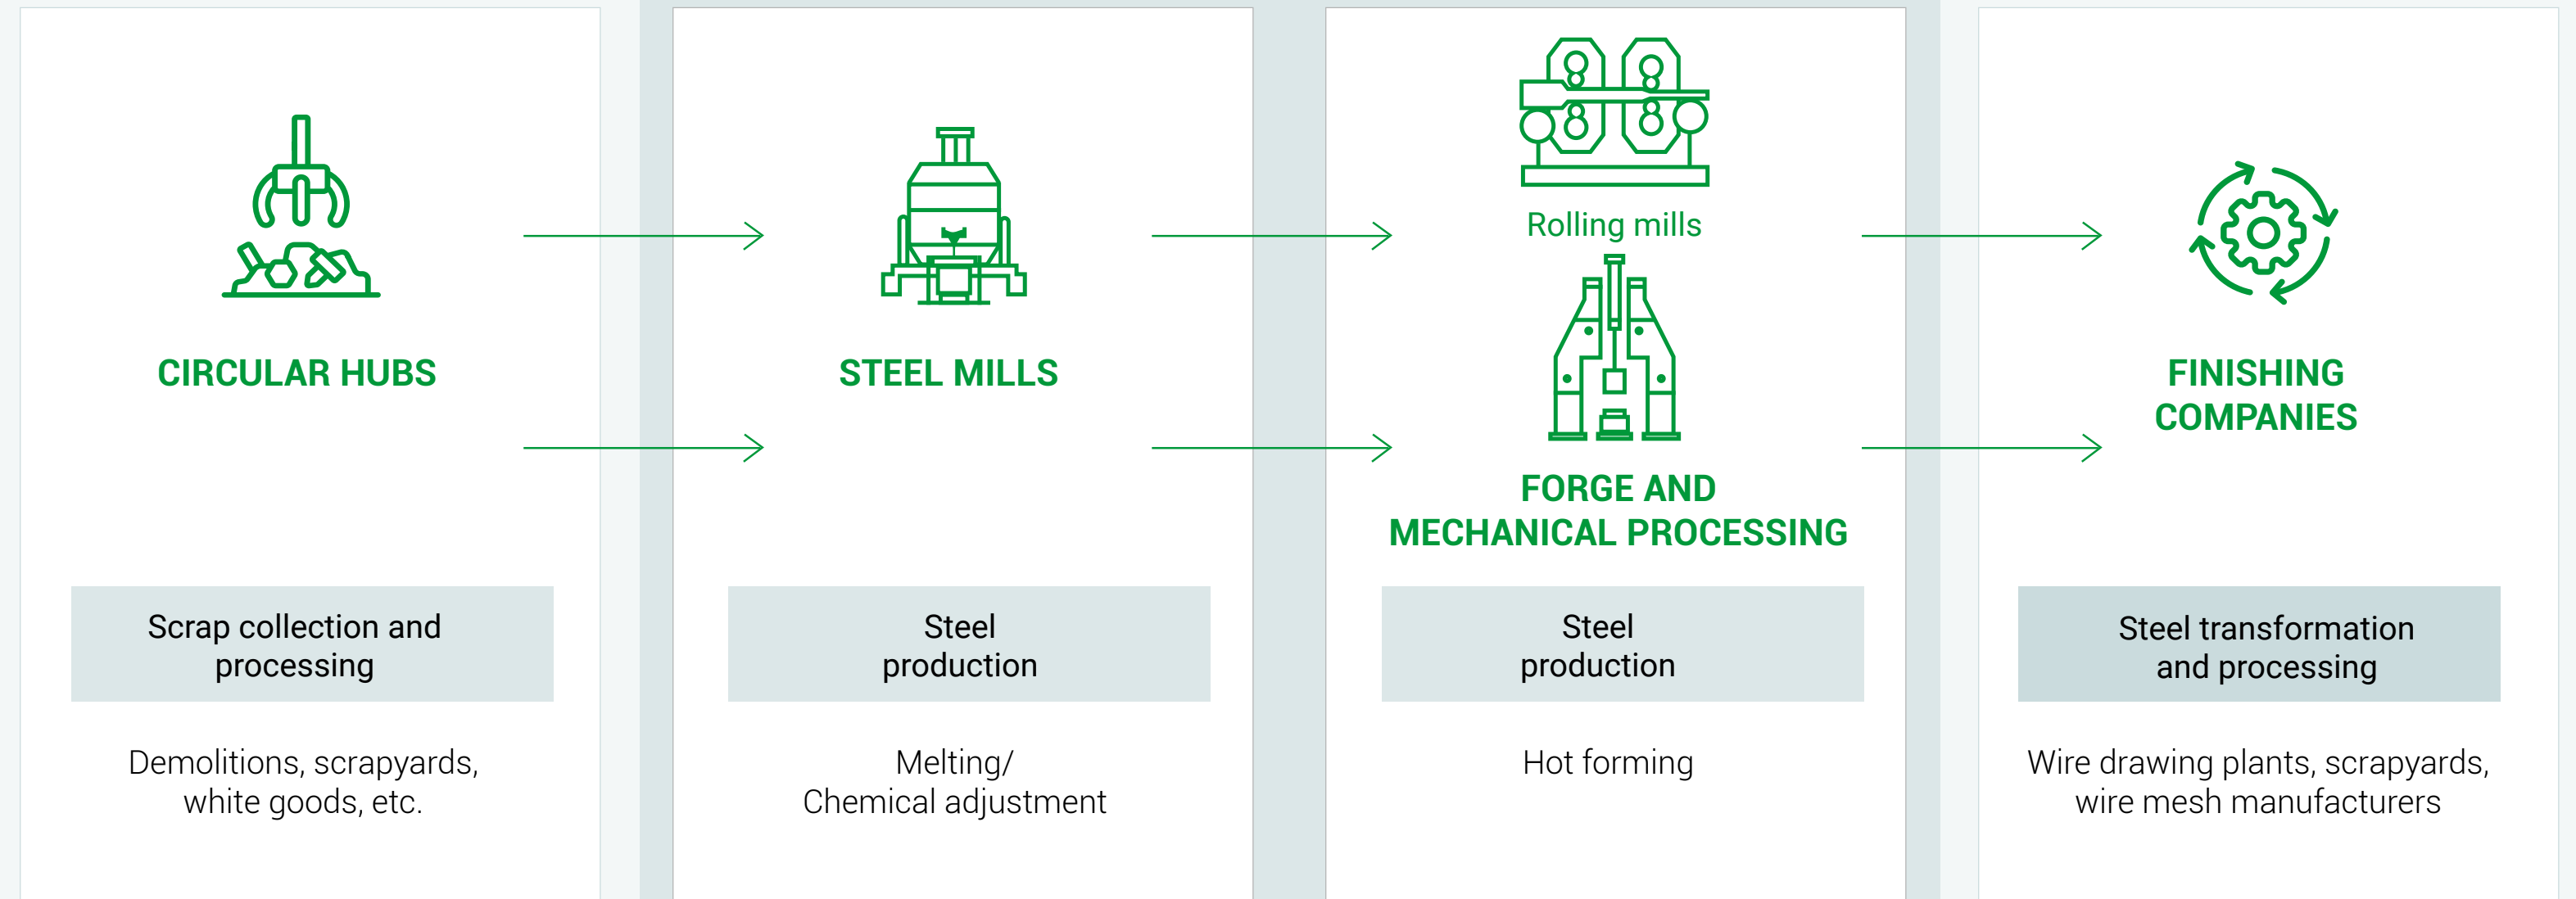 CIRCULAR HUBS
Scrap collection and
processing
Demolitions, scrapyards,
white goods, etc.
STEEL MILLS
Steel
production
Melting/
Chemical adjustment
Rolling mills
FORGE AND
MECHANICAL PROCESSING
Steel
production
Hot forming
FINISHING
COMPANIES
Steel transformation
and processing
Wire drawing plants, scrapyards,
wire mesh manufacturers